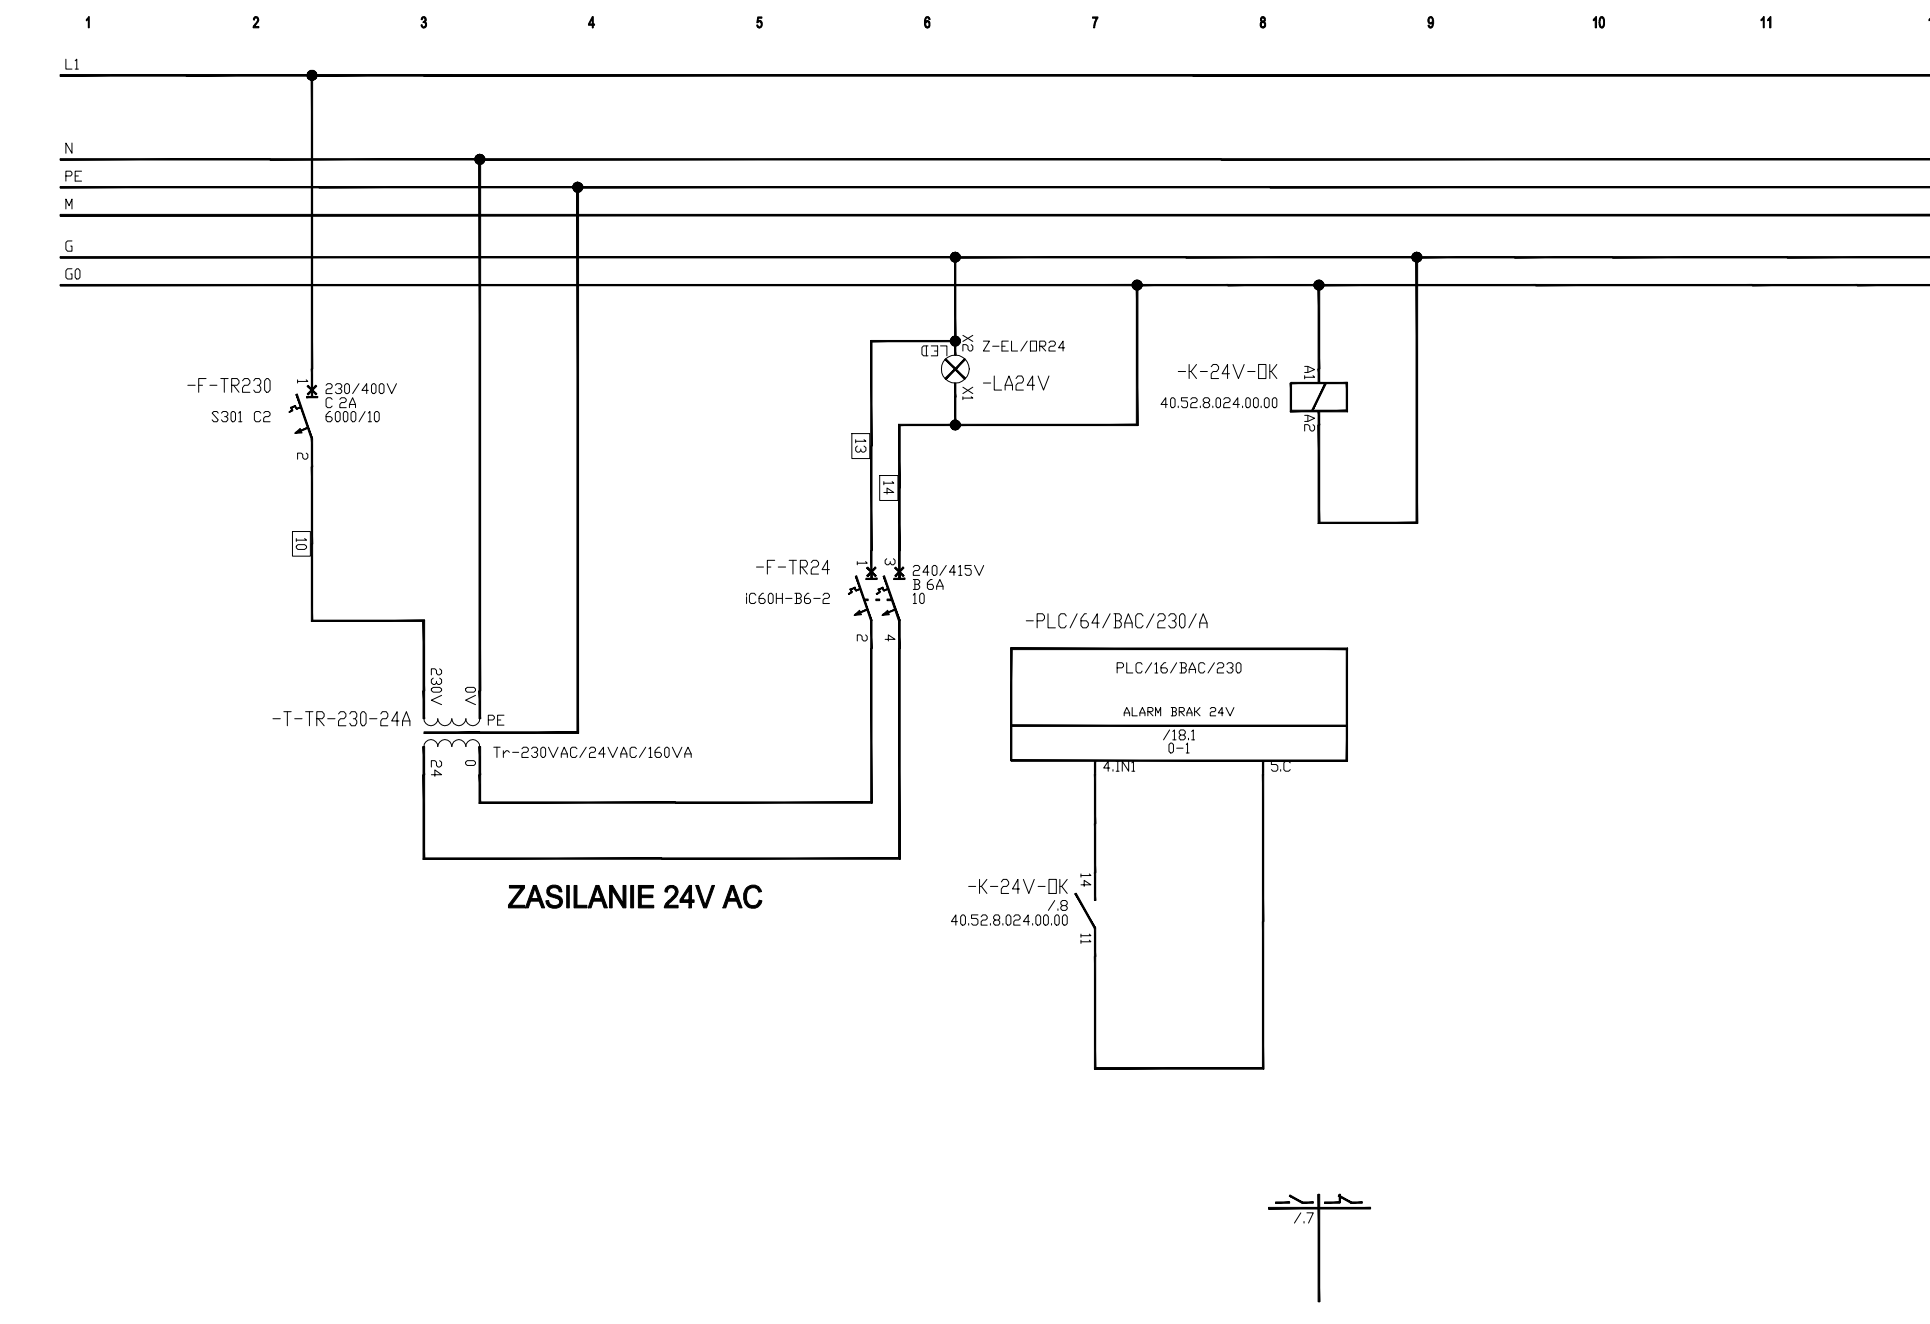 1 2 3 4 5 6 7 8 9 10 11
L1
N
PE
M
G
G0
-F-TR230
S301 C2
1
2
230/400V
C 2A
6000/10
10
X2
LED
Z-EL/OR24
-LA24V
X1
13
14
-K-24V-OK
40.52.8.024.00.00
A1
A2
-F-TR24
iC60H-B6-2
1
3
2
4
240/415V
B 6A
10
230V
0V
-T-TR-230-24A
PE
Tr-230VAC/24VAC/160VA
24
0
-PLC/64/BAC/230/A
PLC/16/BAC/230
ALARM BRAK 24V
/18.1
0-1
4.IN1
5.C
ZASILANIE 24V AC
-K-24V-OK
/.8
40.52.8.024.00.00
14
11
/.7